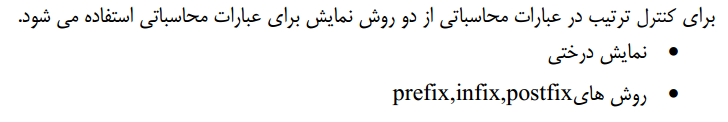 برای کنترل ترتیب در عبارات محاسباتی از دو روش نمایش برای عبارات محاسباتی استفاده می شود.
• نمایش درختی
• روش هایprefix,infix,postfix